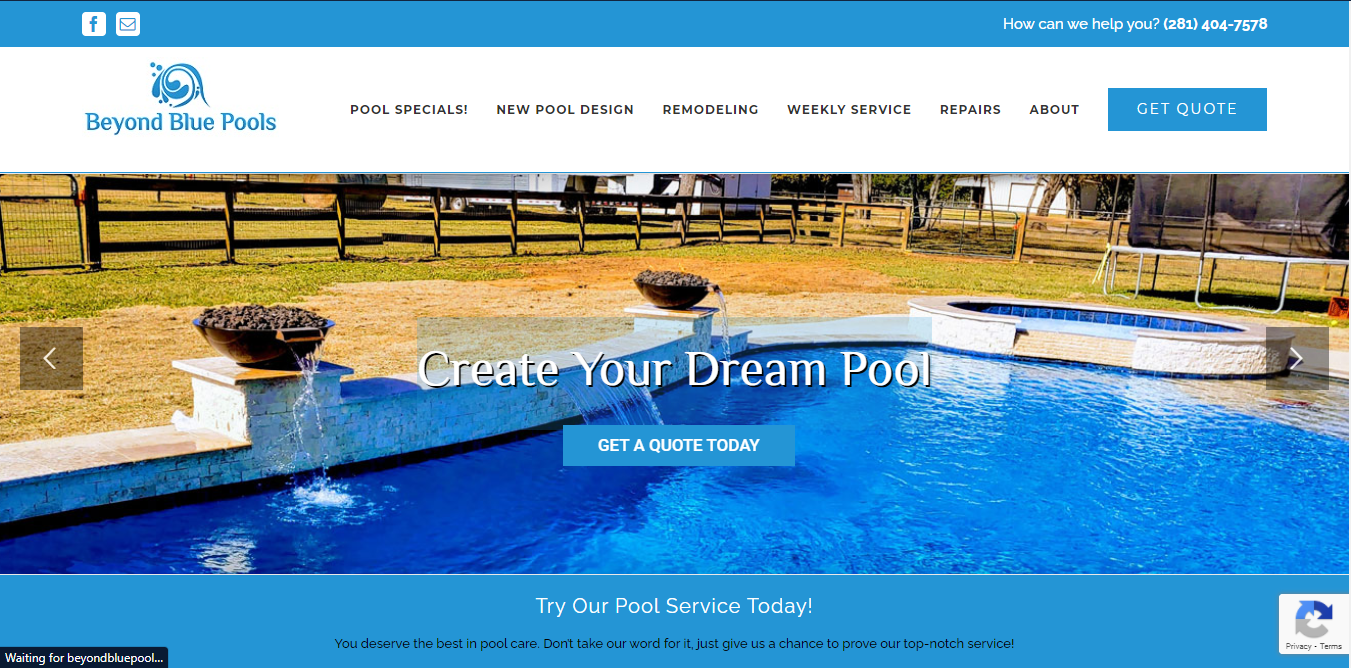 How can we help you? (281) 404-7578
Beyond Blue Pools
POOL SPECIALS! NEW POOL DESIGN REMODELING WEEKLY SERVICE REPAIRS ABOUT GET QUOTE
Create Your Dream Pool
GET A QUOTE TODAY
Try Our Pool Service Today!
You deserve the best in pool care. Don't take our word for it, just give us a chance to prove our top-notch service!
Privacy - Terms
Waiting for beyondbluepool...